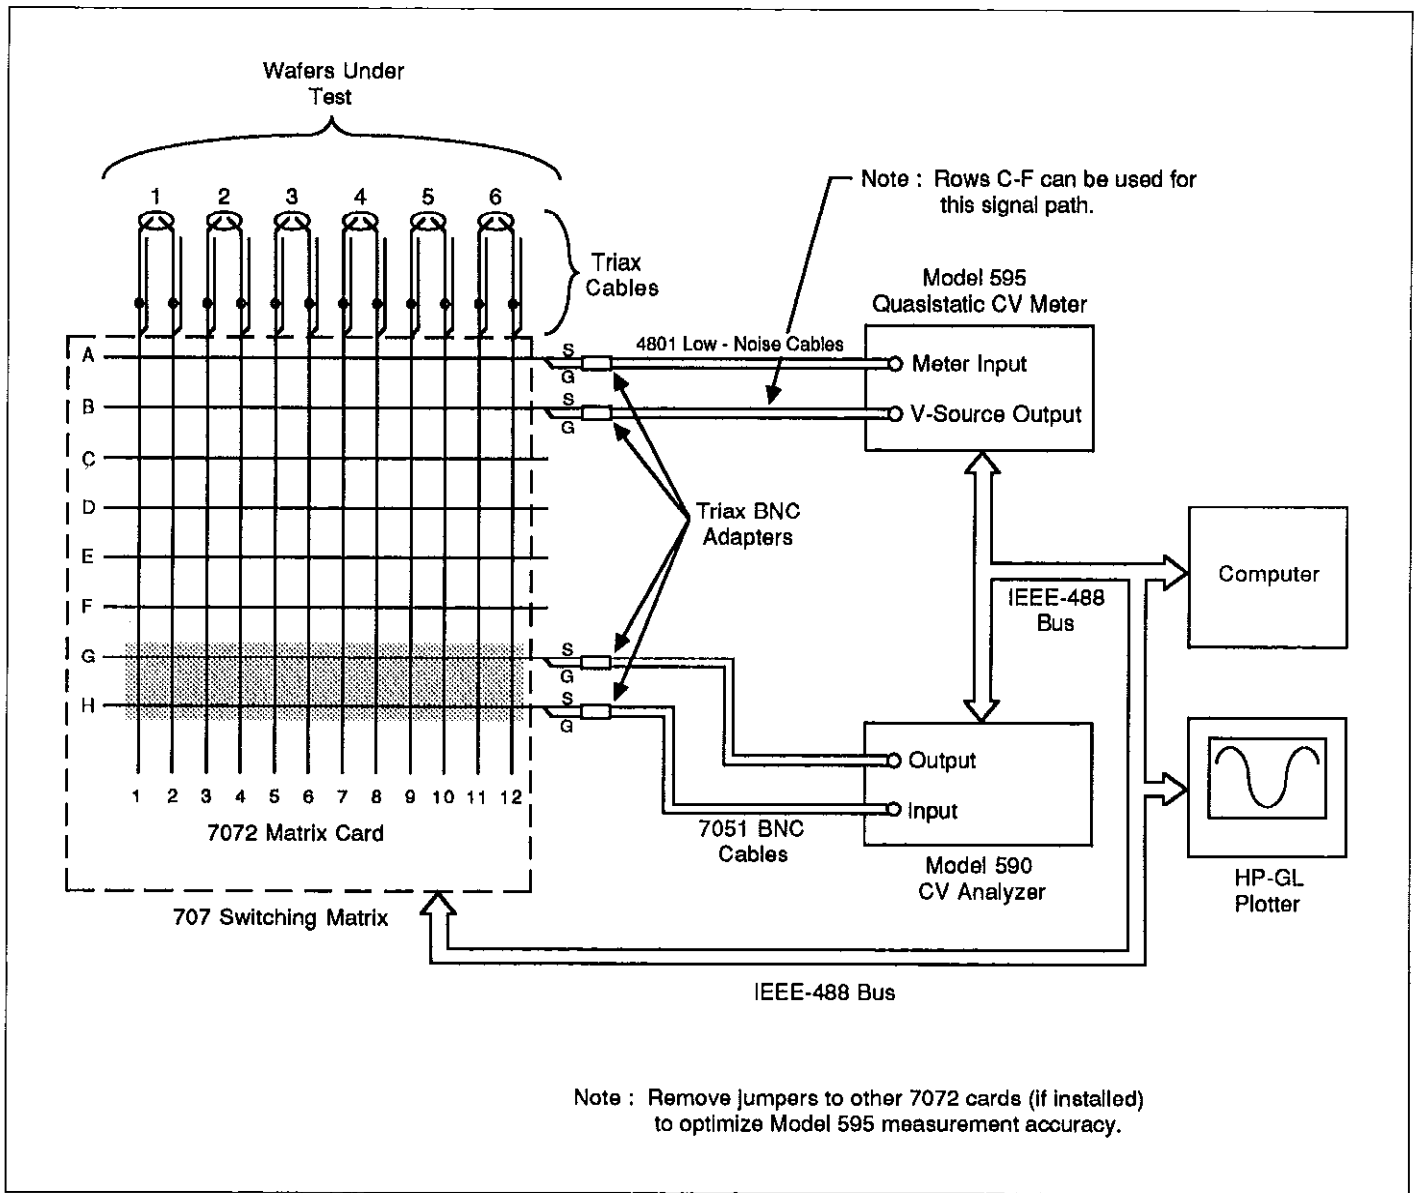 Wafers Under
Test
1 2 3 4 5 6
Triax
Cables
Note : Rows C-F can be used for
this signal path.
Model 595
Quasistatic CV Meter
4801 Low - Noise Cables
Meter Input
V-Source Output
A
B
C
D
E
F
G
H
S
G
S
G
S
G
S
G
Triax BNC
Adapters
IEEE-488
Bus
Computer
Output
Input
7051 BNC
Cables
Model 590
CV Analyzer
HP-GL
Plotter
1 2 3 4 5 6 7 8 9 10 11 12
7072 Matrix Card
707 Switching Matrix
IEEE-488 Bus
Note : Remove jumpers to other 7072 cards (if installed)
to optimize Model 595 measurement accuracy.